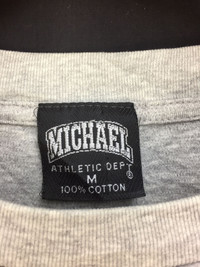 MICHAEL
ATHLETIC DEPT
®
M
100% COTTON